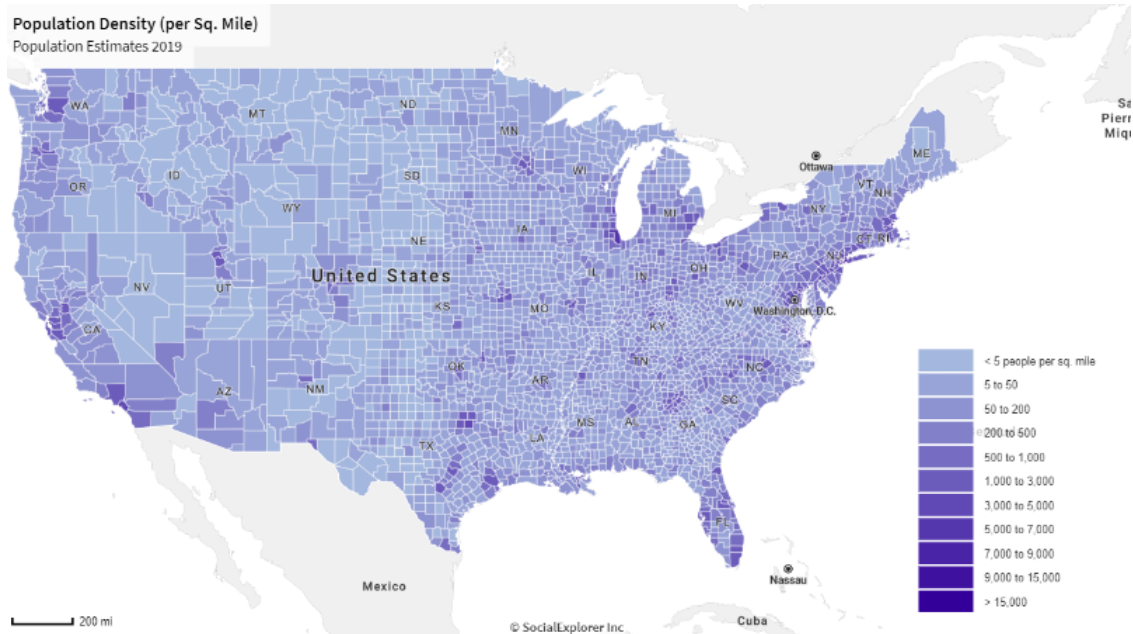 Population Density (per Sq. Mile)
Population Estimates 2019
WA
MT
ND
MN
ME
Ottawa
Sa
Pierr
Miqu
OR
ID
SD
WI
VT
NH
WY
MI
NY
IA
CT RI
NE
PA
United States
NV
UT
IL
IN
OH
NJ
CA
KS
MO
WV
Washington, D.C.
KY
TN
NC
OK
AR
AZ
NM
SC
MS
AL
GA
TX
LA
FL
< 5 people per sq. mile
5 to 50
50 to 200
200 to 500
500 to 1,000
1,000 to 3,000
3,000 to 5,000
5,000 to 7,000
7,000 to 9,000
9,000 to 15,000
> 15,000
Mexico
Nassau
Cuba
200 mi
© SocialExplorer Inc